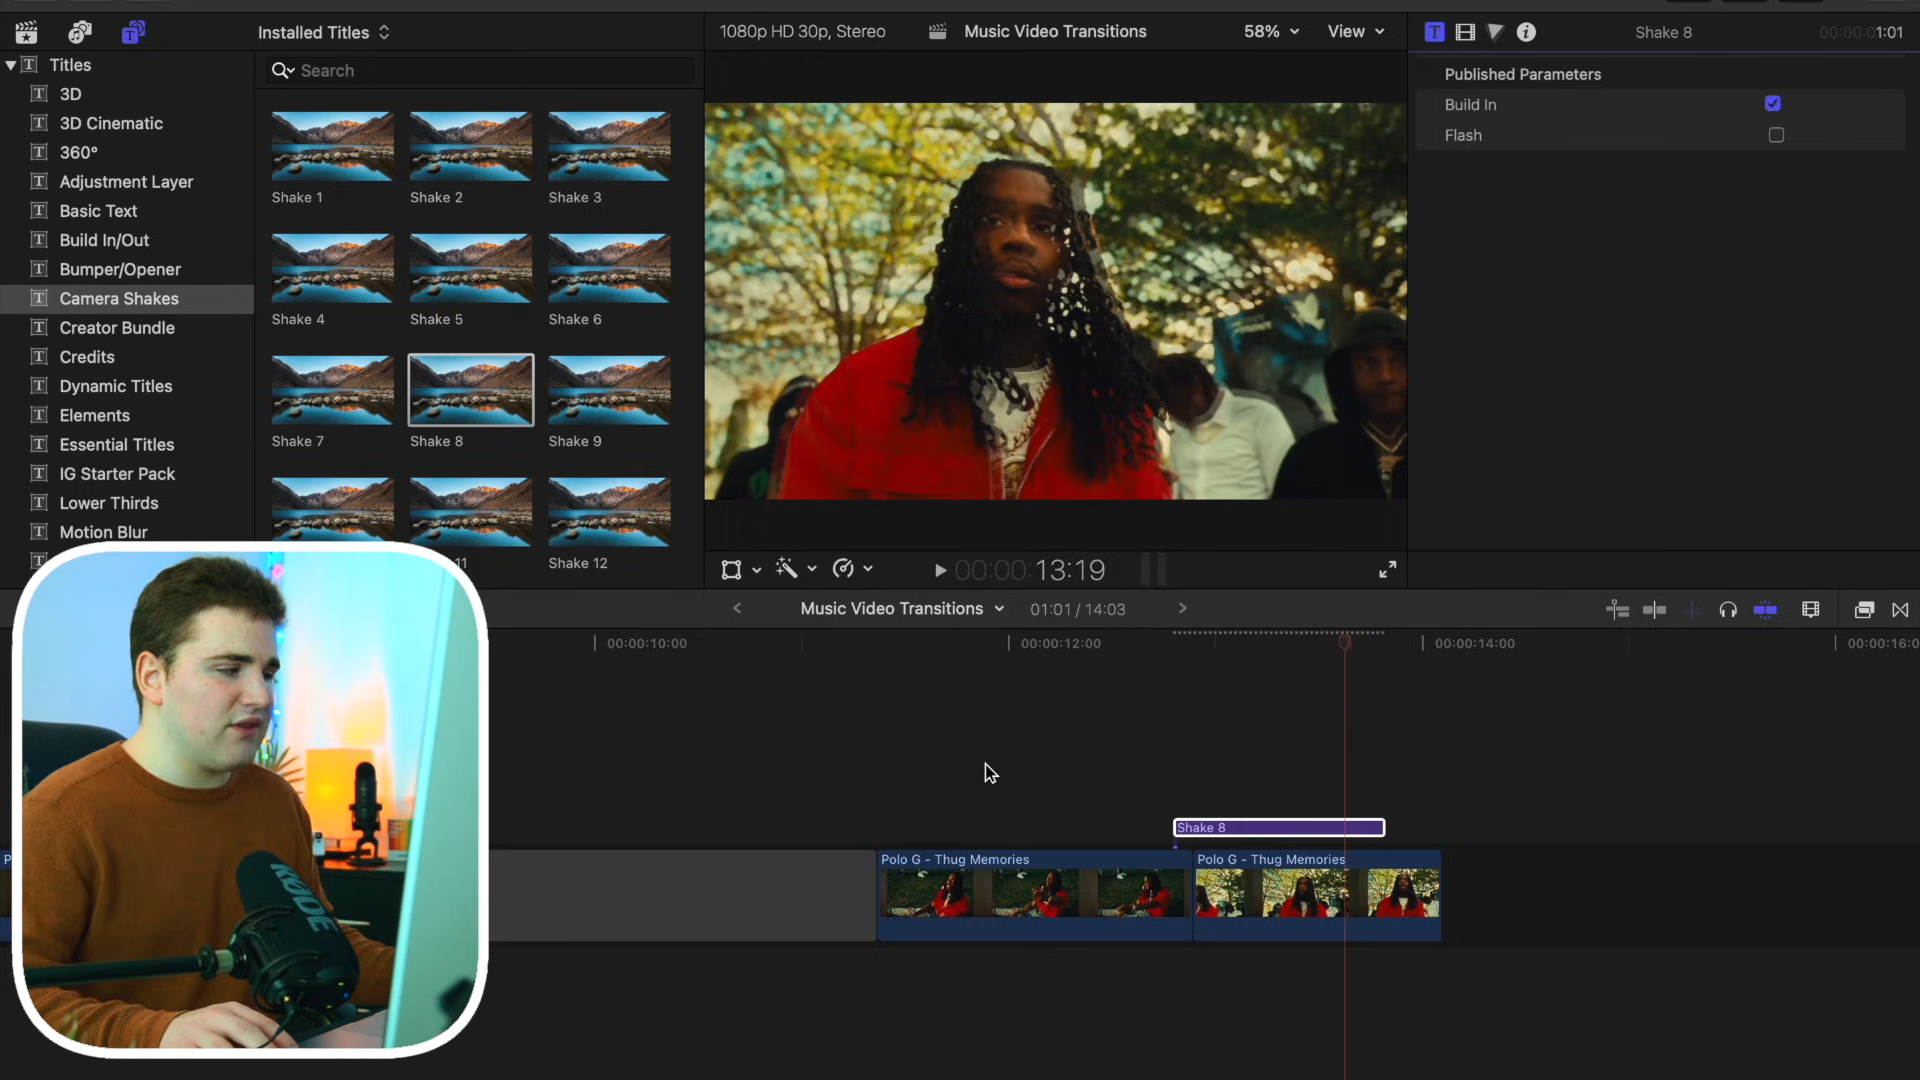 Installed Titles
1080p HD 30p, Stereo
Music Video Transitions
58%
View
Shake 8
00:00:01:01
Titles
3D
3D Cinematic
360°
Adjustment Layer
Basic Text
Build In/Out
Bumper/Opener
Camera Shakes
Creator Bundle
Credits
Dynamic Titles
Elements
Essential Titles
IG Starter Pack
Lower Thirds
Motion Blur
Search
Shake 1
Shake 2
Shake 3
Shake 4
Shake 5
Shake 6
Shake 7
Shake 8
Shake 9
11
Shake 12
Published Parameters
Build In
Flash
00:00:13:19
Music Video Transitions
01:01 / 14:03
00:00:10:00
00:00:12:00
00:00:14:00
00:00:16:0
Shake 8
P
Polo G - Thug Memories
Polo G - Thug Memories
RØDE